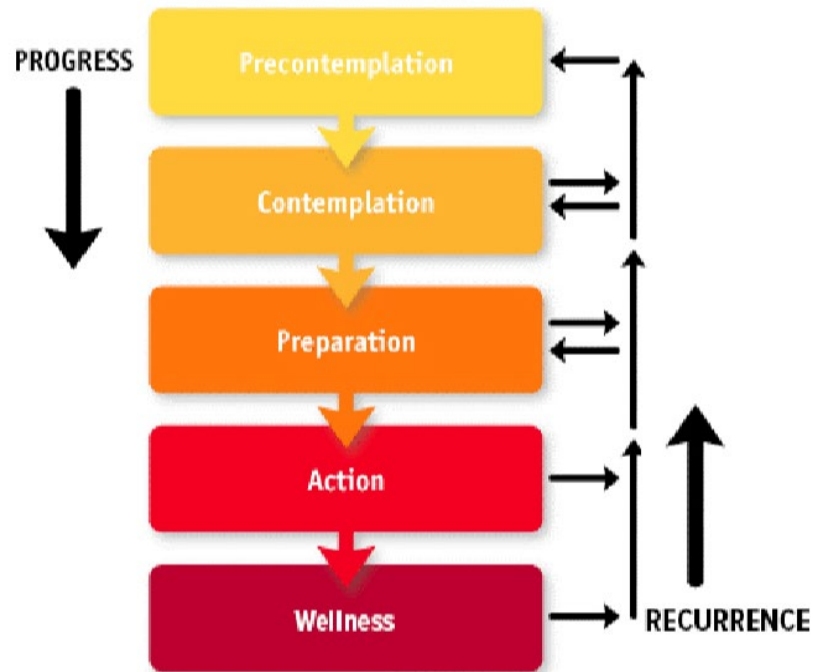 PROGRESS
Precontemplation
Contemplation
Preparation
Action
Wellness
RECURRENCE